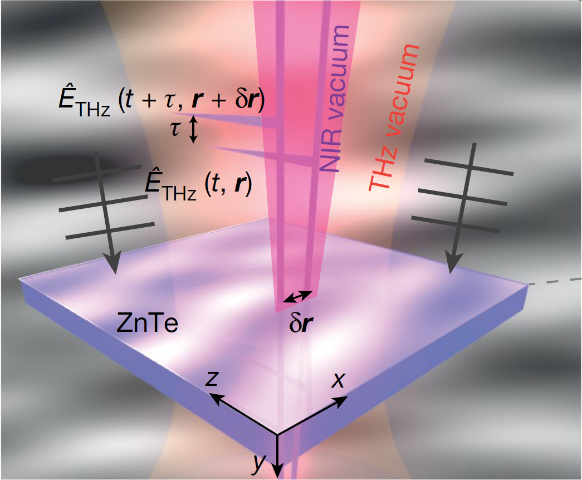 Ê_THz (t + τ, r + δr)
τ
Ê_THz (t, r)
NIR vacuum
THz vacuum
δr
ZnTe
z
x
y